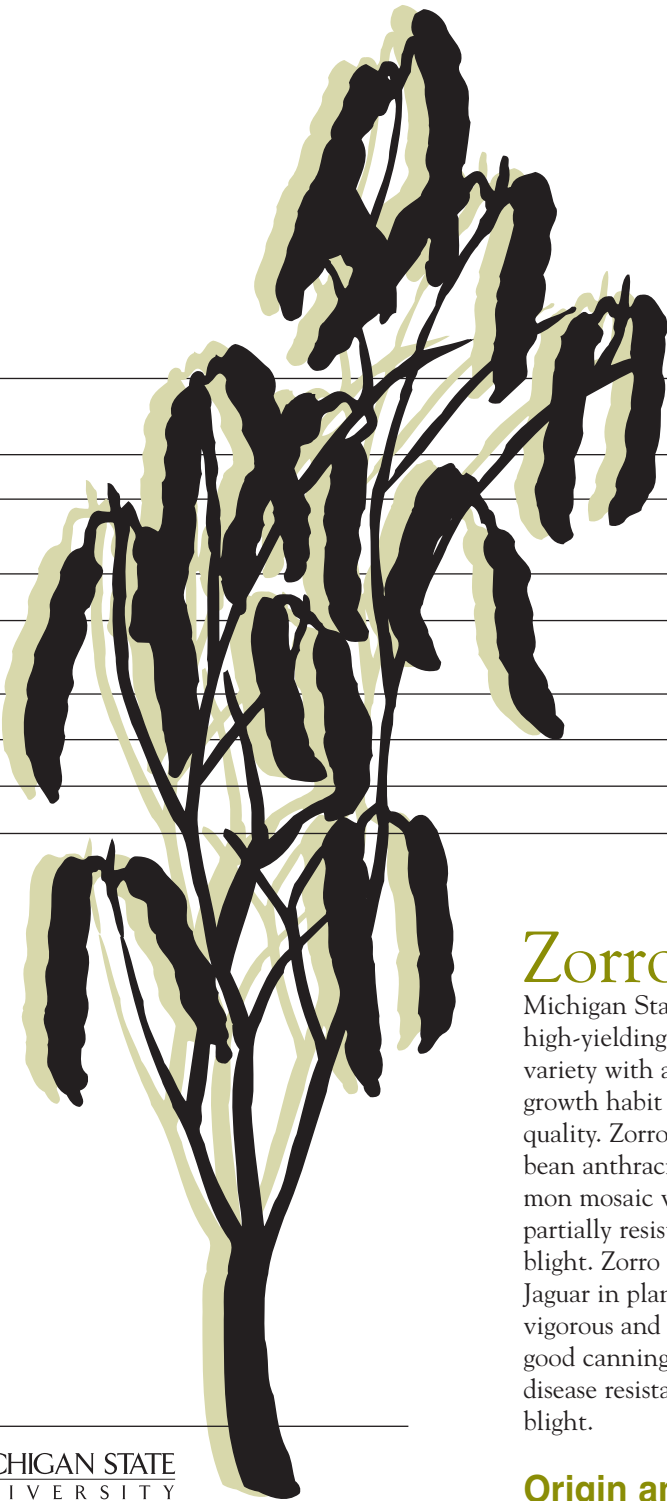 Zorro
Michigan Sta
high-yielding
variety with a
growth habit
quality. Zorro
bean anthrac
mon mosaic v
partially resis
blight. Zorro
Jaguar in plan
vigorous and
good canning
disease resista
blight.
Origin an
CHIGAN STATE
I V E R S I T Y